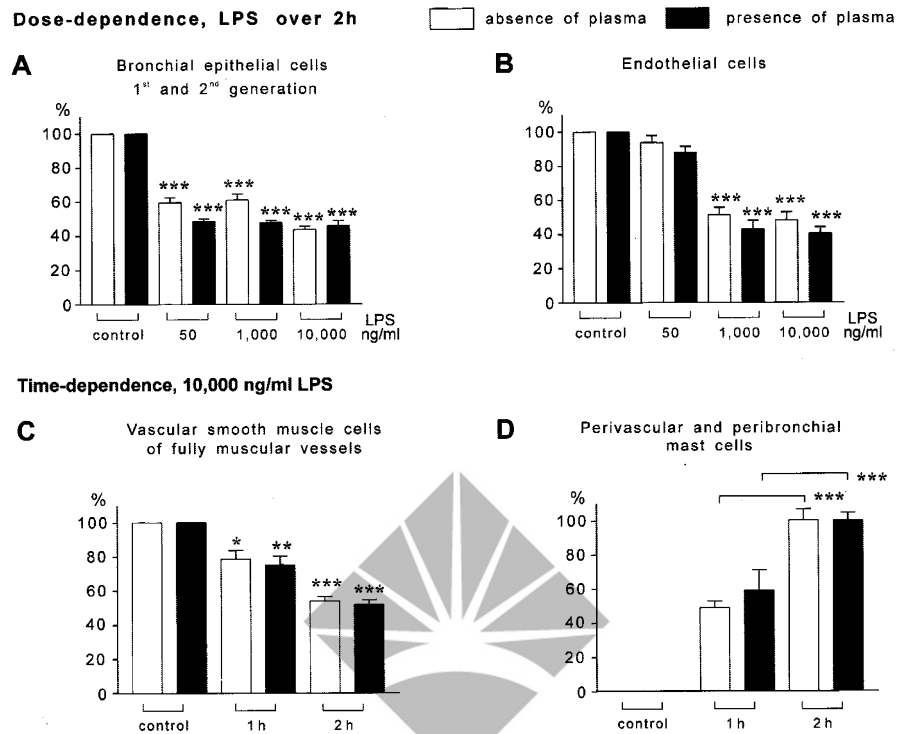 Dose-dependence, LPS over 2h
absence of plasma
presence of plasma
A
Bronchial epithelial cells
1st and 2nd generation
%
100
80
60
40
20
0
***
***
***
***
***
***
control
50
1,000
10,000
LPS
ng/ml
B
Endothelial cells
%
100
80
60
40
20
0
***
***
***
***
control
50
1,000
10,000
LPS
ng/ml
Time-dependence, 10,000 ng/ml LPS
C
Vascular smooth muscle cells
of fully muscular vessels
%
100
80
60
40
20
0
*
**
***
***
control
1h
2h
D
Perivascular and peribronchial
mast cells
%
100
80
60
40
20
0
***
***
control
1h
2h